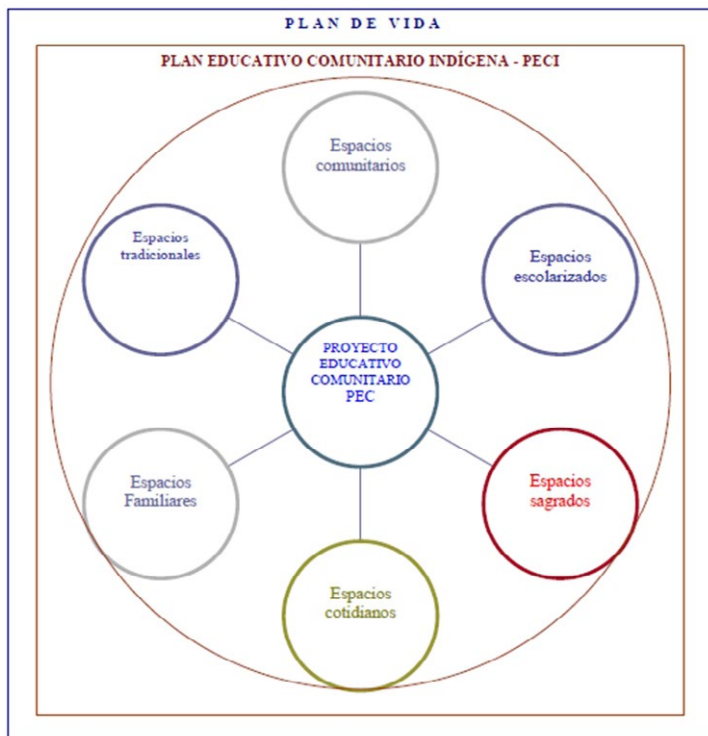 PLAN DE VIDA
PLAN EDUCATIVO COMUNITARIO INDÍGENA - PECI
Espacios
comunitarios
Espacios
tradicionales
Espacios
escolarizados
PROYECTO
EDUCATIVO
COMUNITARIO
PEC
Espacios
Familiares
Espacios
sagrados
Espacios
cotidianos